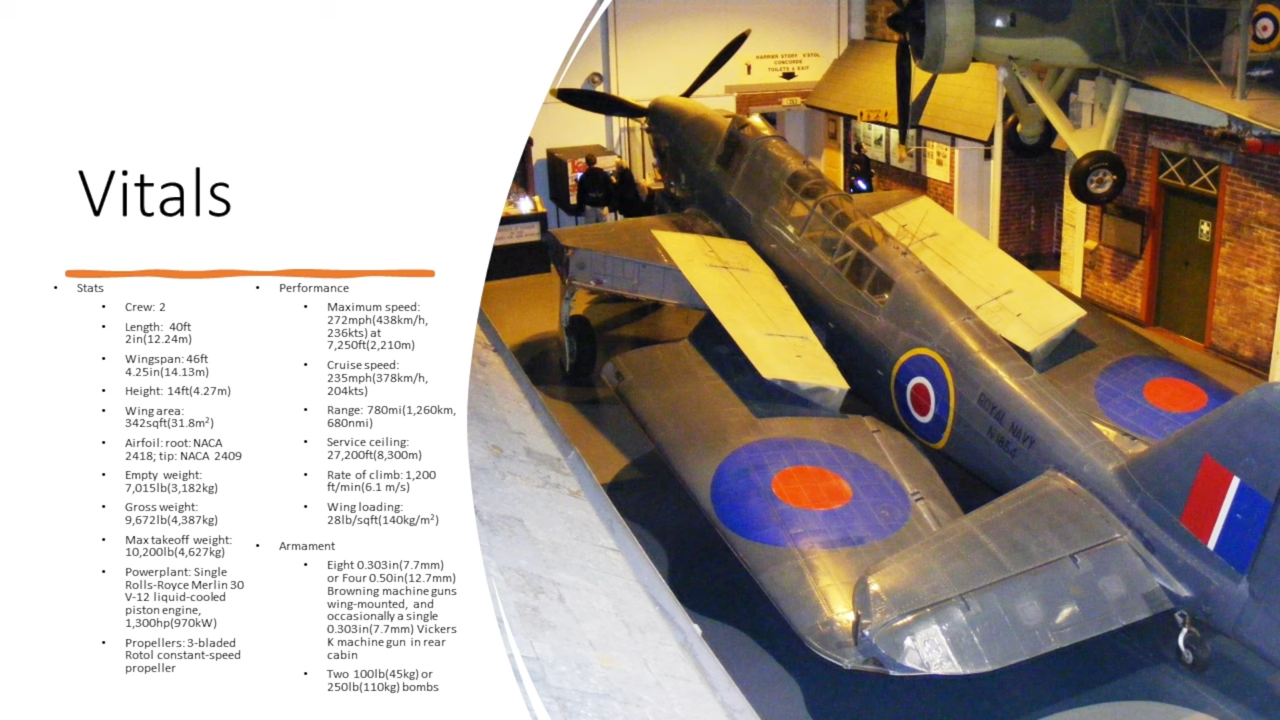 Vitals
• Stats
• Crew: 2
• Length: 40ft
2in(12.24m)
• Wingspan: 46ft
4.25in(14.13m)
• Height: 14ft(4.27m)
• Wing area:
342sqft(31.8m²)
• Airfoil: root: NACA
2418; tip: NACA 2409
• Empty weight:
7,015lb(3,182kg)
• Gross weight:
9,672lb(4,387kg)
• Max takeoff weight:
10,200lb(4,627kg)
• Powerplant: Single
Rolls-Royce Merlin 30
V-12 liquid-cooled
piston engine,
1,300hp(970kW)
• Propellers: 3-bladed
Rotol constant-speed
propeller
• Performance
• Maximum speed:
272mph(438km/h,
236kts) at
7,250ft(2,210m)
• Cruise speed:
235mph(378km/h,
204kts)
• Range: 780mi(1,260km,
680nmi)
• Service ceiling:
27,200ft(8,300m)
• Rate of climb: 1,200
ft/min(6.1 m/s)
• Wing loading:
28lb/sqft(140kg/m²)
• Armament
• Eight 0.303in(7.7mm)
or Four 0.50in(12.7mm)
Browning machine guns
wing-mounted, and
occasionally a single
0.303in(7.7mm) Vickers
K machine gun in rear
cabin
• Two 100lb(45kg) or
250lb(110kg) bombs
HARRIER STORY V/STOL
CONCORDE
TOILETS & EXIT
ROYAL NAVY
N1854